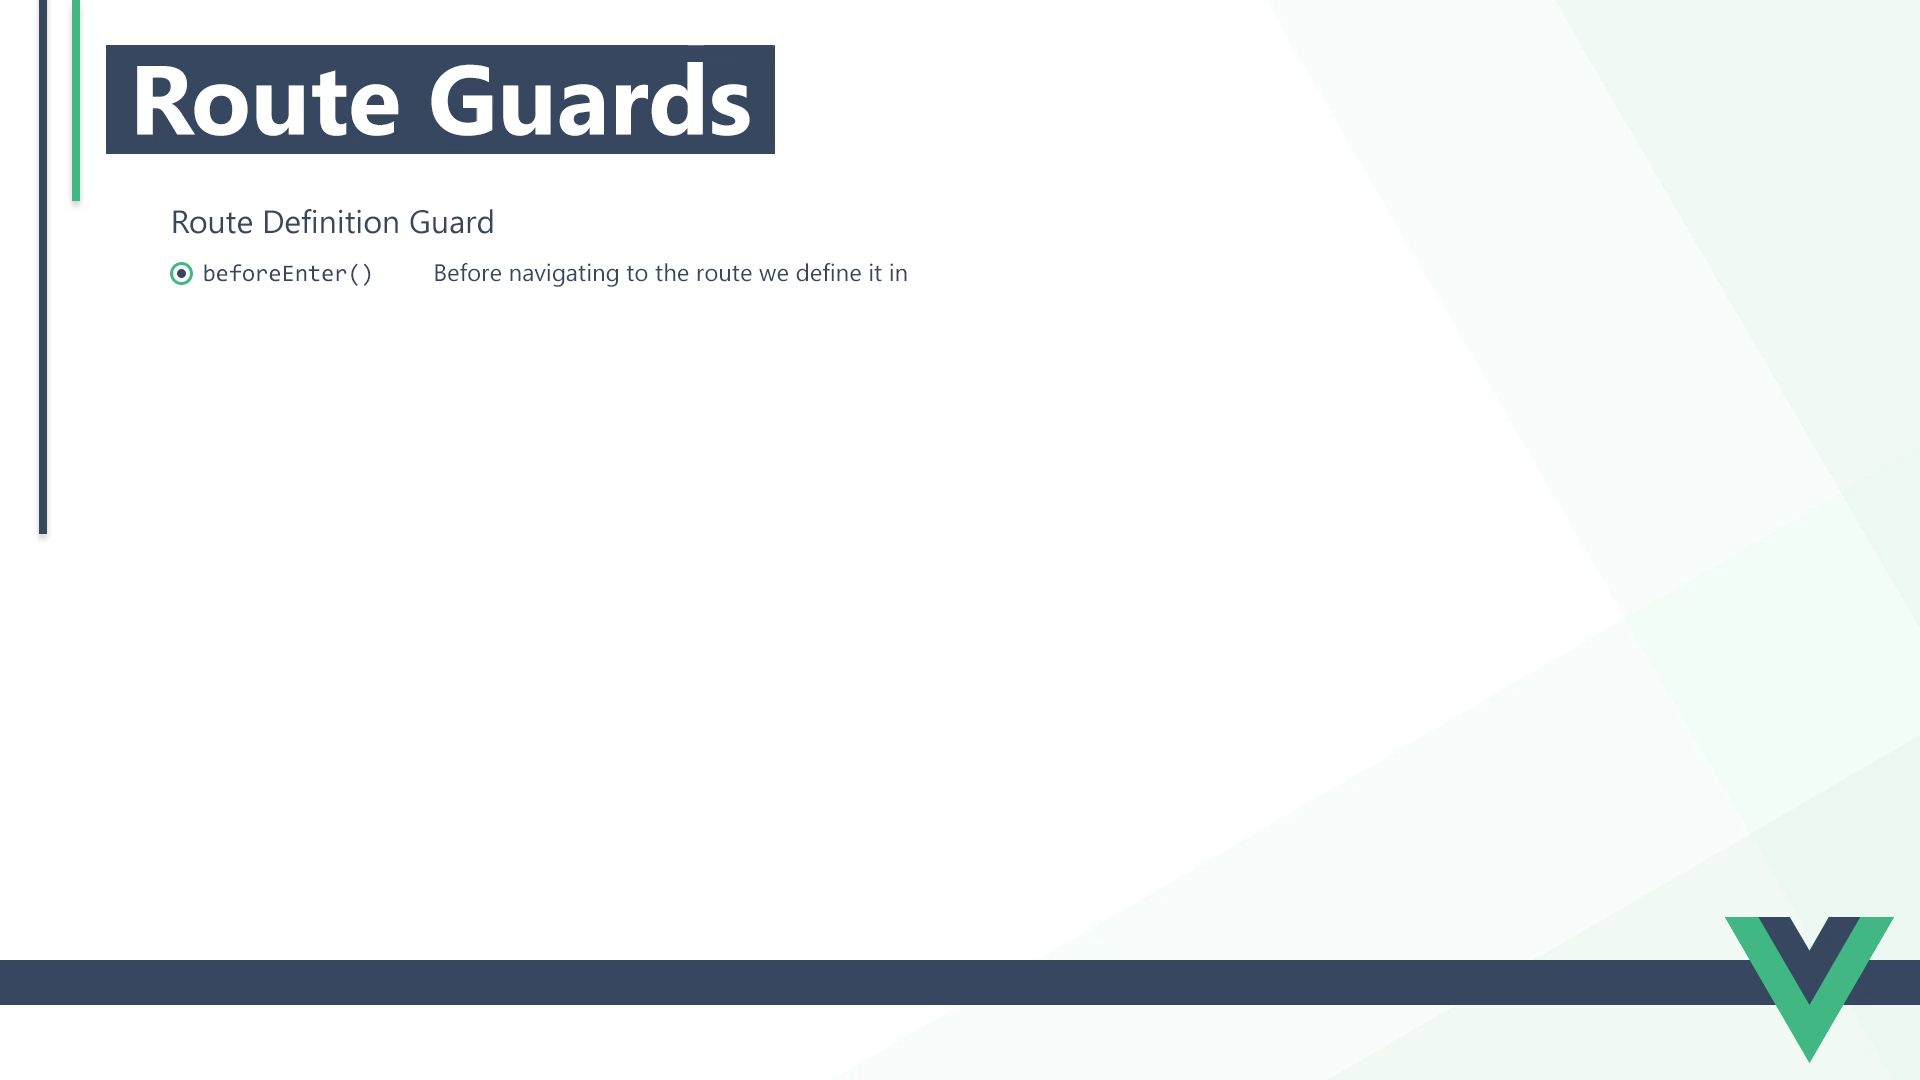 Route Guards
Route Definition Guard
beforeEnter() Before navigating to the route we define it in